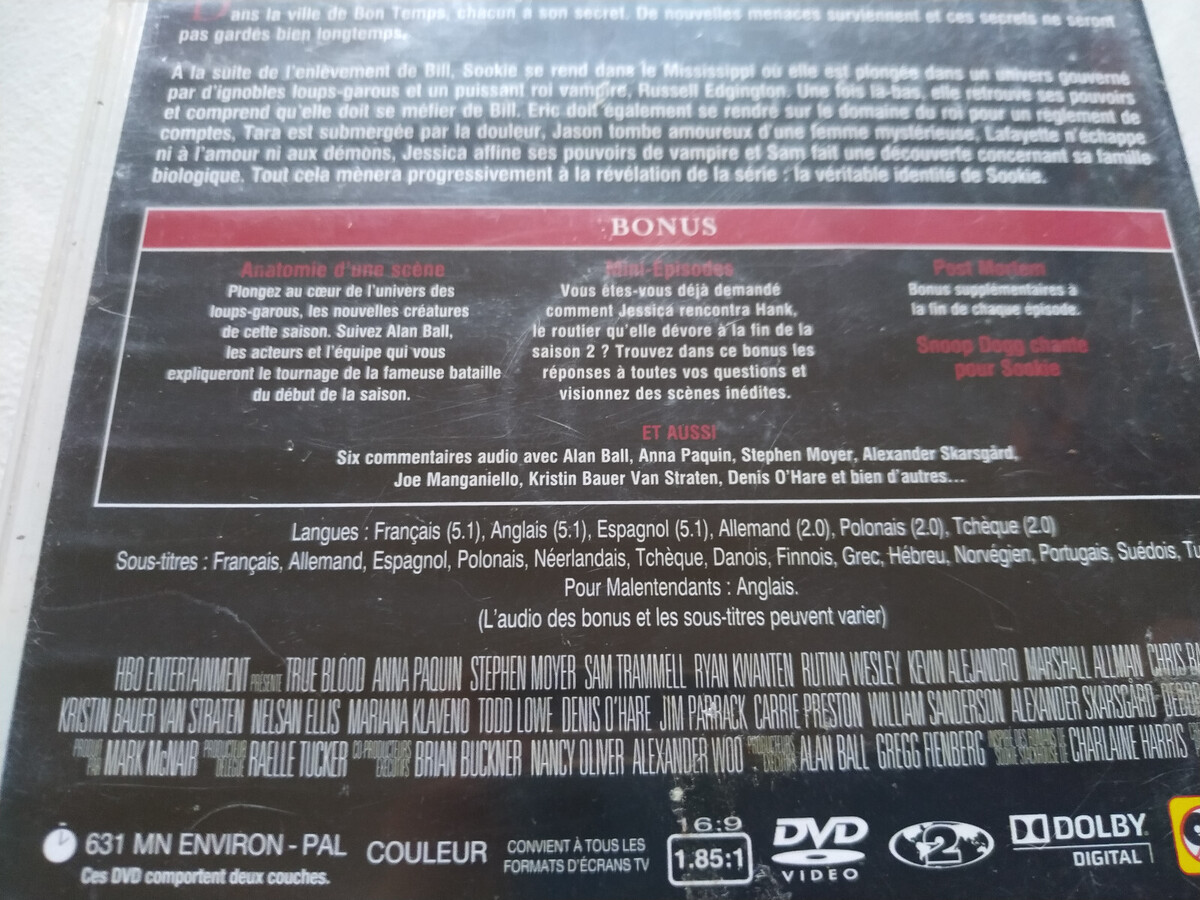 Dans la ville de Bon Temps, chacun a son secret. De nouvelles menaces surviennent et ces secrets ne seront
pas gardés bien longtemps.
À la suite de l'enlèvement de Bill, Sookie se rend dans le Mississippi où elle est plongée dans un univers gouverné
par d'ignobles loups-garous et un puissant roi vampire, Russell Edgington. Une fois là-bas, elle retrouve ses pouvoirs
et comprend qu'elle doit se méfier de Bill. Eric doit également se rendre sur le domaine du roi pour un règlement de
comptes, Tara est submergée par la douleur, Jason tombe amoureux d'une femme mystérieuse, Lafayette n'échappe
ni à l'amour ni aux démons, Jessica affine ses pouvoirs de vampire et Sam fait une découverte concernant sa famille
biologique. Tout cela mènera progressivement à la révélation de la série : la véritable identité de Sookie.
BONUS
Anatomie d'une scène
Plongez au cœur de l'univers des
loups-garous, les nouvelles créatures
de cette saison. Suivez Alan Ball,
les acteurs et l'équipe qui vous
expliqueront le tournage de la fameuse bataille
du début de la saison.
Mini-Episodes
Vous êtes-vous déjà demandé
comment Jessica rencontra Hank,
le routier qu'elle dévore à la fin de la
saison 2 ? Trouvez dans ce bonus les
réponses à toutes vos questions et
visionnez des scènes inédites.
Post Mortem
Bonus supplémentaires à
la fin de chaque épisode.
Snoop Dogg chante
pour Sookie
ET AUSSI
Six commentaires audio avec Alan Ball, Anna Paquin, Stephen Moyer, Alexander Skarsgård,
Joe Manganiello, Kristin Bauer Van Straten, Denis O'Hare et bien d'autres...
Langues : Français (5.1), Anglais (5.1), Espagnol (5.1), Allemand (2.0), Polonais (2.0), Tchèque (2.0)
Sous-titres : Français, Allemand, Espagnol, Polonais, Néerlandais, Tchèque, Danois, Finnois, Grec, Hébreu, Norvégien, Portugais, Suédois,
Pour Malentendants : Anglais.
(L'audio des bonus et les sous-titres peuvent varier)
HBO ENTERTAINMENT PRÉSENTE TRUE BLOOD ANNA PAQUIN STEPHEN MOYER SAM TRAMMELL RYAN KWANTEN RUTINA WESLEY KEVIN ALEJANDRO MARSHALL ALLMAN CHRIS
KRISTIN BAUER VAN STRATEN NELSAN ELLIS MARIANA KLAVENO TODD LOWE DENIS O'HARE JIM PARRACK CARRIE PRESTON WILLIAM SANDERSON ALEXANDER SKARSGÅRD
PRODUIT PAR MARK McNAIR PRODUCTEUR DÉLÉGUÉ RAELLE TUCKER CO-PRODUCTEURS EXÉCUTIFS BRIAN BUCKNER NANCY OLIVER ALEXANDER WOO PRODUCTEURS EXÉCUTIFS ALAN BALL GREGG FIENBERG CHARLAINE HARRIS
631 MN ENVIRON - PAL
Ces DVD comportent deux couches.
COULEUR
CONVIENT À TOUS LES
FORMATS D'ÉCRANS TV
16:9
1.85:1
DVD
VIDEO
2
DOLBY
DIGITAL